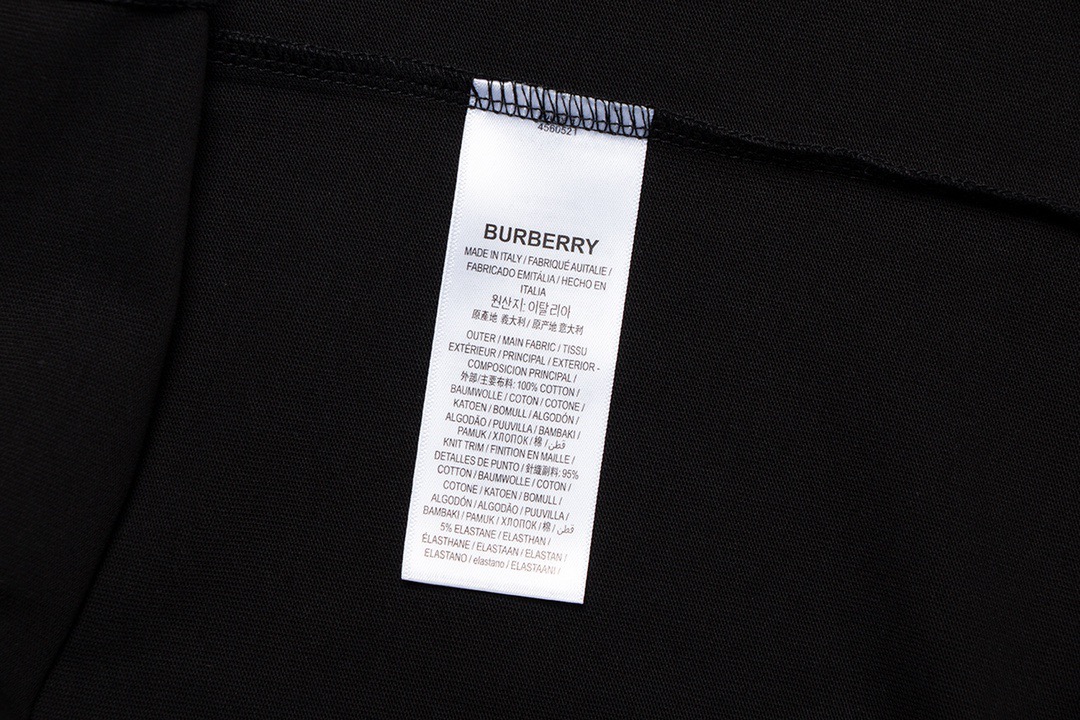 4560521
BURBERRY
MADE IN ITALY / FABRIQUÉ AUITALIE /
FABRICADO EMITÁLIA / HECHO EN
ITALIA
원산지: 이탈리아
原產地 義大利 / 原产地 意大利
OUTER / MAIN FABRIC / TISSU
EXTÉRIEUR / PRINCIPAL / EXTERIOR -
COMPOSICION PRINCIPAL /
外部/主要布料: 100% COTTON /
BAUMWOLLE / COTON / COTONE /
KATOEN / BOMULL / ALGODÓN /
ALGODÃO / PUUVILLA / BAMBAKI /
PAMUK / ХЛОПОК / 棉 / قطن
KNIT TRIM / FINITION EN MAILLE /
DETALLES DE PUNTO / 針織副料: 95%
COTTON / BAUMWOLLE / COTON /
COTONE / KATOEN / BOMULL /
ALGODÓN / ALGODÃO / PUUVILLA /
BAMBAKI / PAMUK / ХЛОПОК / 棉 / قطن
5% ELASTANE / ELASTHAN /
ÉLASTHANE / ELASTAAN / ELASTAN /
ELASTANO / elastano / ELASTAANI /